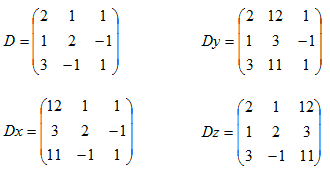 D = ( 2 1 1
1 2 −1
3 −1 1 )
Dy = ( 2 12 1
1 3 −1
3 11 1 )
Dx = ( 12 1 1
3 2 −1
11 −1 1 )
Dz = ( 2 1 12
1 2 3
3 −1 11 )